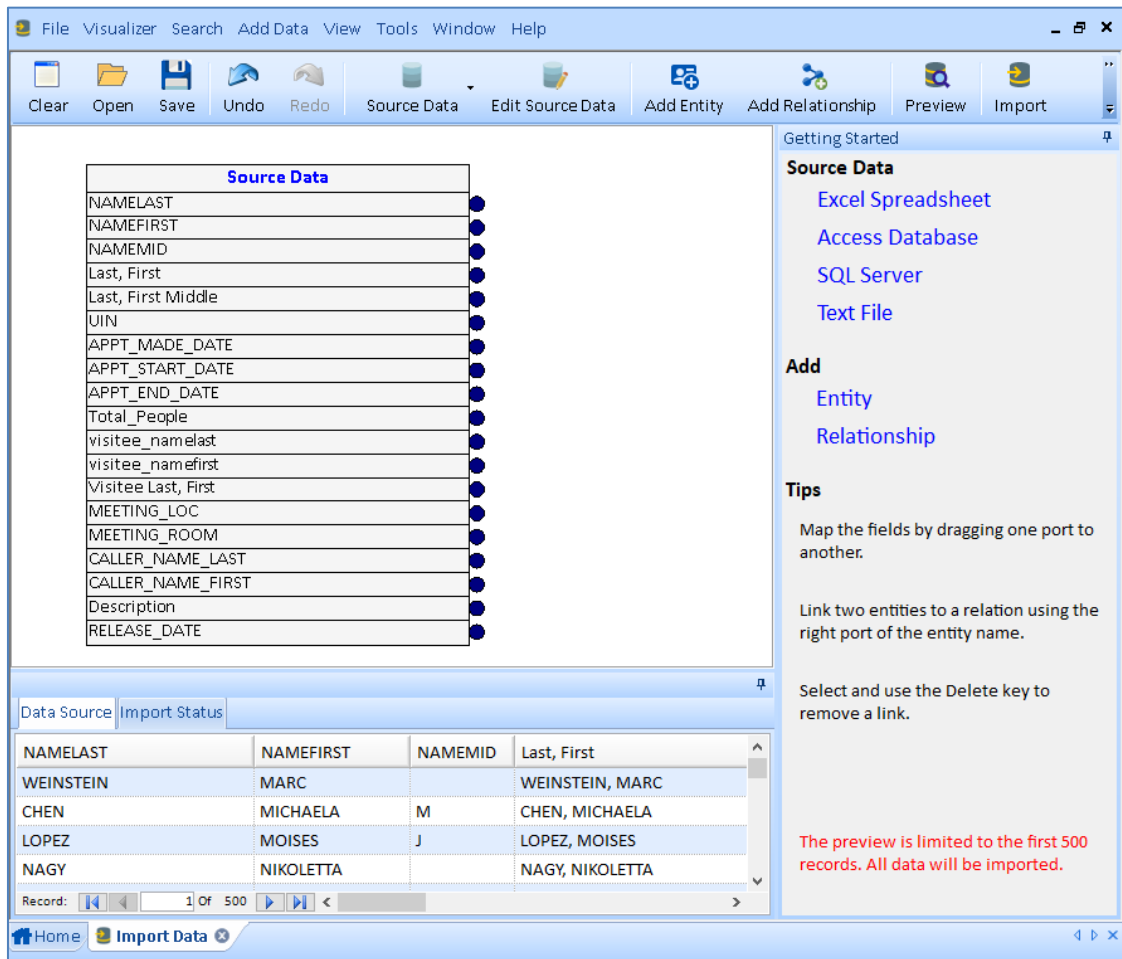 File Visualizer Search Add Data View Tools Window Help
Clear Open Save Undo Redo Source Data Edit Source Data Add Entity Add Relationship Preview Import
Source Data
NAMELAST
NAMEFIRST
NAMEMID
Last, First
Last, First Middle
UIN
APPT_MADE_DATE
APPT_START_DATE
APPT_END_DATE
Total_People
visitee_namelast
visitee_namefirst
Visitee Last, First
MEETING_LOC
MEETING_ROOM
CALLER_NAME_LAST
CALLER_NAME_FIRST
Description
RELEASE_DATE
Getting Started
Source Data
Excel Spreadsheet
Access Database
SQL Server
Text File
Add
Entity
Relationship
Tips
Map the fields by dragging one port to
another.
Link two entities to a relation using the
right port of the entity name.
Select and use the Delete key to
remove a link.
The preview is limited to the first 500
records. All data will be imported.
Data Source Import Status
NAMELAST NAMEFIRST NAMEMID Last, First
WEINSTEIN MARC WEINSTEIN, MARC
CHEN MICHAELA M CHEN, MICHAELA
LOPEZ MOISES J LOPEZ, MOISES
NAGY NIKOLETTA NAGY, NIKOLETTA
Record: 1 Of 500
Home Import Data